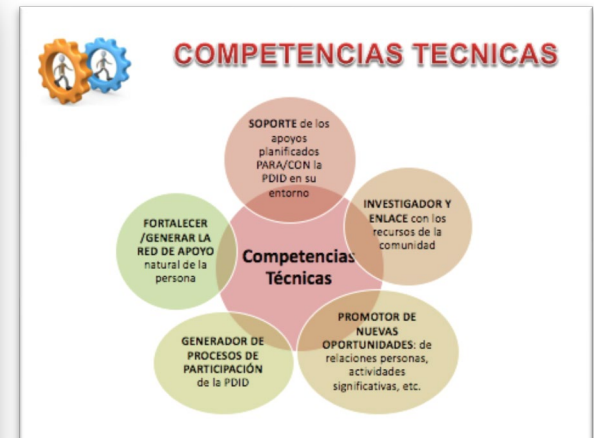 COMPETENCIAS TECNICAS
SOPORTE de los
apoyos
planificados
PARA/CON la
PDID en su
entorno
INVESTIGADOR Y
ENLACE con los
recursos de la
comunidad
FORTALECER
/GENERAR LA
RED DE APOYO
natural de la
persona
Competencias
Técnicas
PROMOTOR DE
NUEVAS
OPORTUNIDADES: de
relaciones personas,
actividades
significativas, etc.
GENERADOR DE
PROCESOS DE
PARTICIPACIÓN
de la PDID